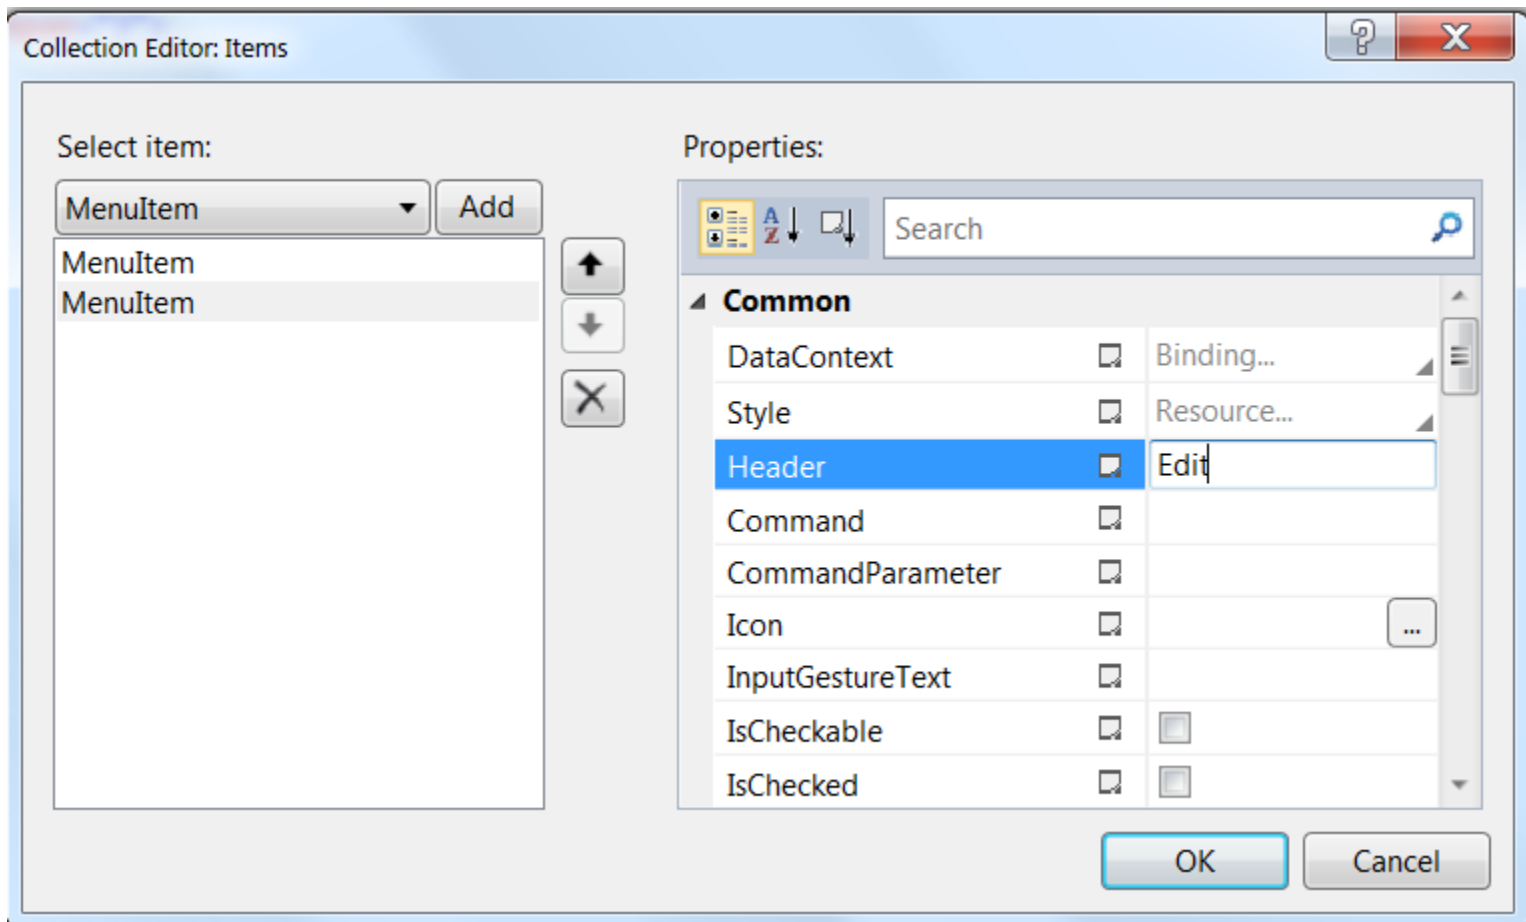 Collection Editor: Items
Select item:
Properties:
MenuItem
Add
Search
MenuItem
MenuItem
Common
DataContext Binding...
Style Resource...
Header Edit
Command
CommandParameter
Icon ...
InputGestureText
IsCheckable
IsChecked
OK
Cancel